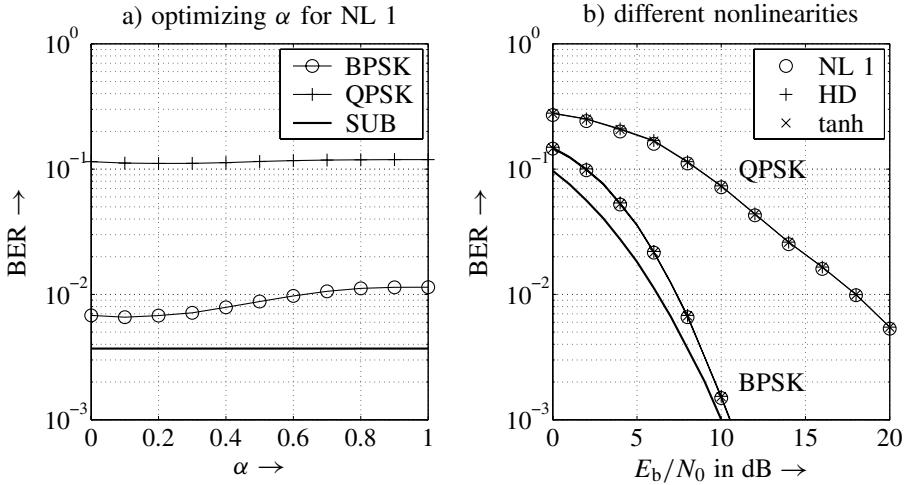 a) optimizing α for NL 1
10^0
10^-1
10^-2
10^-3
BER →
BPSK
QPSK
SUB
0
0.2
0.4
0.6
0.8
1
α →
b) different nonlinearities
10^0
10^-1
10^-2
10^-3
BER →
NL 1
HD
tanh
QPSK
BPSK
0
5
10
15
20
E_b/N_0 in dB →